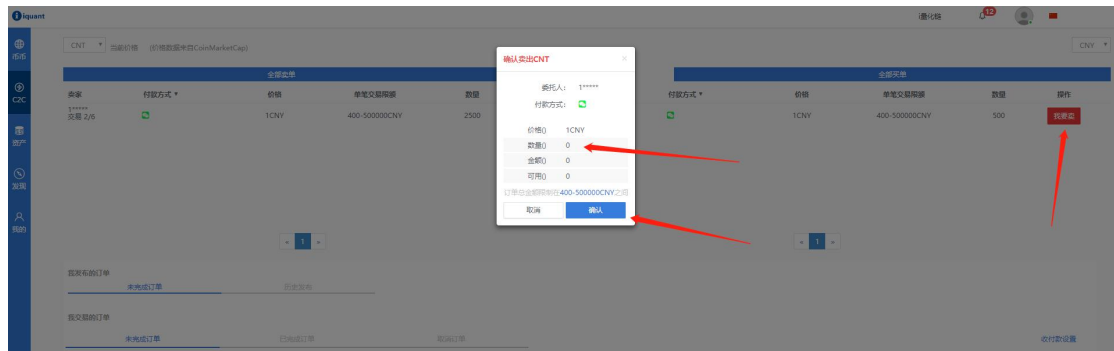 iquant
i量化链
12
币币
C2C
资产
发现
我的
CNT
当前价格 (价格数据来自CoinMarketCap)
CNY
全部卖单
全部买单
卖家 付款方式 价格 单笔交易限额 数量
付款方式 价格 单笔交易限额 数量 操作
1*****
交易 2/6
1CNY 400-500000CNY 2500
1CNY 400-500000CNY 500 我要卖
确认卖出CNT ×
委托人: 1*****
付款方式:
价格() 1CNY
数量() 0
金额() 0
可用() 0
订单总金额限制在400-500000CNY之间
取消 确认
« 1 »
« 1 »
我发布的订单
未完成订单 历史发布
我交易的订单
未完成订单 已完成订单 取消订单 收付款设置